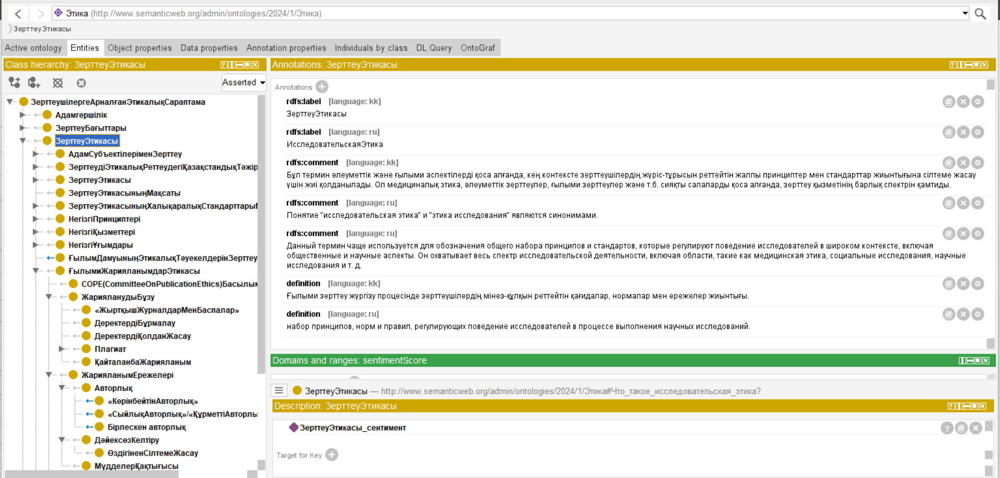 Этика (http://www.semanticweb.org/admin/ontologies/2024/1/Этика)
ЗерттеуЭтикасы
Active ontology Entities Object properties Data properties Annotation properties Individuals by class DL Query OntoGraf
Class hierarchy: ЗерттеуЭтикасы
Asserted
ЗерттеушілергеАрналғанЭтикалықСараптама
Адамгершілік
ЗерттеуБағыттары
ЗерттеуЭтикасы
АдамСубъектілеріменЗерттеу
ЗерттеудіЭтикалықРеттеудегіҚазақстандықТәжір
ЗерттеуЭтикасы
ЗерттеуЭтикасыныңМақсаты
ЗерттеуЭтикасыныңХалықаралықСтандарттары
НегізгіПринциптері
НегізгіҚызметтері
НегізгіҰғымдары
ҒылымДамуыныңЭтикалықТәуекелдерінЗерттеу
ҒылымиЖарияланымдарЭтикасы
COPE(CommitteeOnPublicationEthics)Басылым
ЖарияланудыБұзу
«ЖыртқышЖурналдарМенБаспалар»
ДеректердіБұрмалау
ДеректердіҚолданЖасау
Плагиат
ҚайталанбаЖарияланым
ЖарияланымЕрежелері
Авторлық
«КөрінбейтінАвторлық»
«СыйлықАвторлық»/«ҚұрметтіАвторлы
Бірлескен авторлық
ДәйексөзКелтіру
ӨздігіненСілтемеЖасау
МүдделерҚақтығысы
Annotations: ЗерттеуЭтикасы
Annotations
rdfs:label [language: kk]
ЗерттеуЭтикасы
rdfs:label [language: ru]
ИсследовательскаяЭтика
rdfs:comment [language: kk]
Бұл термин әлеуметтік және ғылыми аспектілерді қоса алғанда, кең контексте зерттеушілердің жүріс-тұрысын реттейтін жалпы принциптер мен стандарттар жиынтығына сілтеме жасау
үшін жиі қолданылады. Ол медициналық этика, әлеуметтік зерттеулер, ғылыми зерттеулер және т.б. сияқты салаларды қоса алғанда, зерттеу қызметінің барлық спектрін қамтиды.
rdfs:comment [language: ru]
Понятие "исследовательская этика" и "этика исследования" являются синонимами.
rdfs:comment [language: ru]
Данный термин чаще используется для обозначения общего набора принципов и стандартов, которые регулируют поведение исследователей в широком контексте, включая
общественные и научные аспекты. Он охватывает весь спектр исследовательской деятельности, включая области, такие как медицинская этика, социальные исследования, научные
исследования и т. д.
definition [language: kk]
Ғылыми зерттеу жүргізу процесінде зерттеушілердің мінез-құлқын реттейтін қағидалар, нормалар мен ережелер жиынтығы.
definition [language: ru]
набор принципов, норм и правил, регулирующих поведение исследователей в процессе выполнения научных исследований.
Domains and ranges: sentimentScore
ЗерттеуЭтикасы — http://www.semanticweb.org/admin/ontologies/2024/1/Этика#Что_такое_исследовательская_этика?
Description: ЗерттеуЭтикасы
ЗерттеуЭтикасы_сентимент
Target for Key